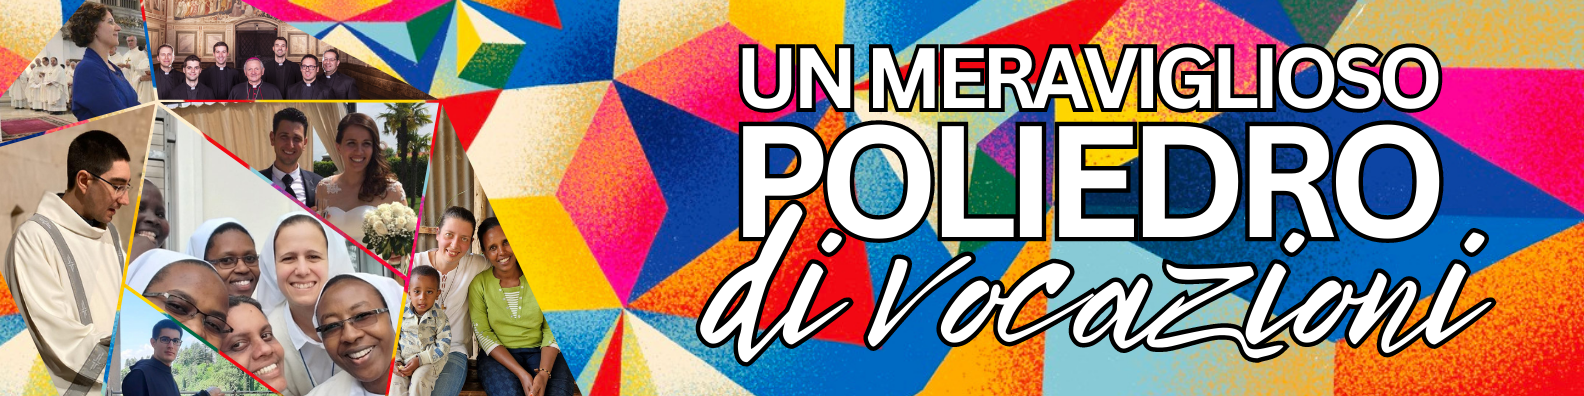 UN MERAVIGLIOSO
POLIEDRO
di vocazioni